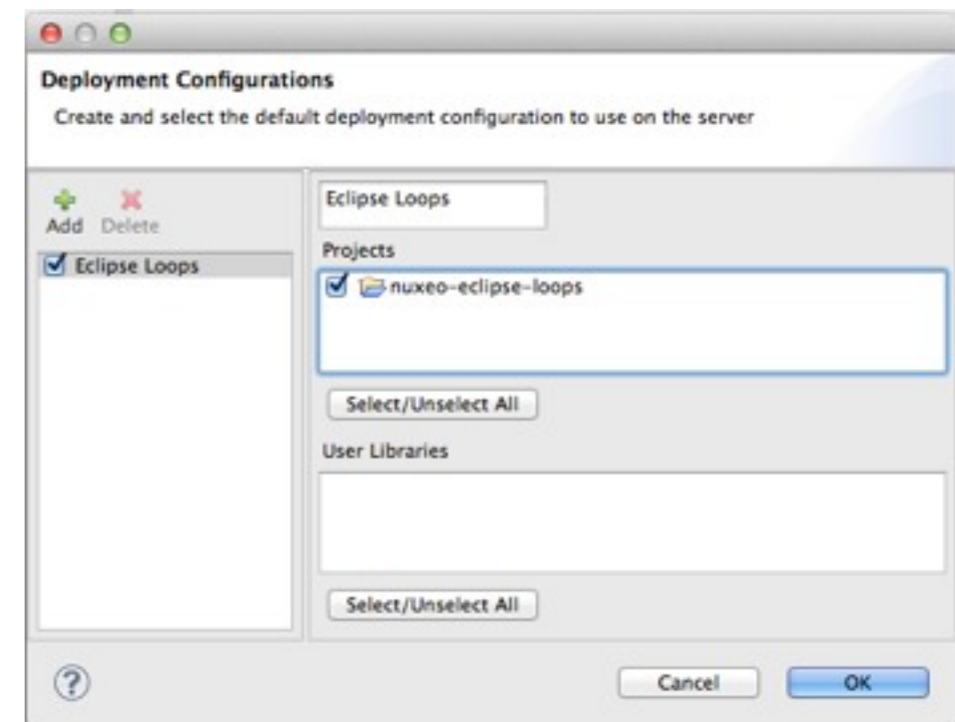 Deployment Configurations
Create and select the default deployment configuration to use on the server
Add Delete
Eclipse Loops
Eclipse Loops
Projects
nuxeo-eclipse-loops
Select/Unselect All
User Libraries
Select/Unselect All
?
Cancel
OK